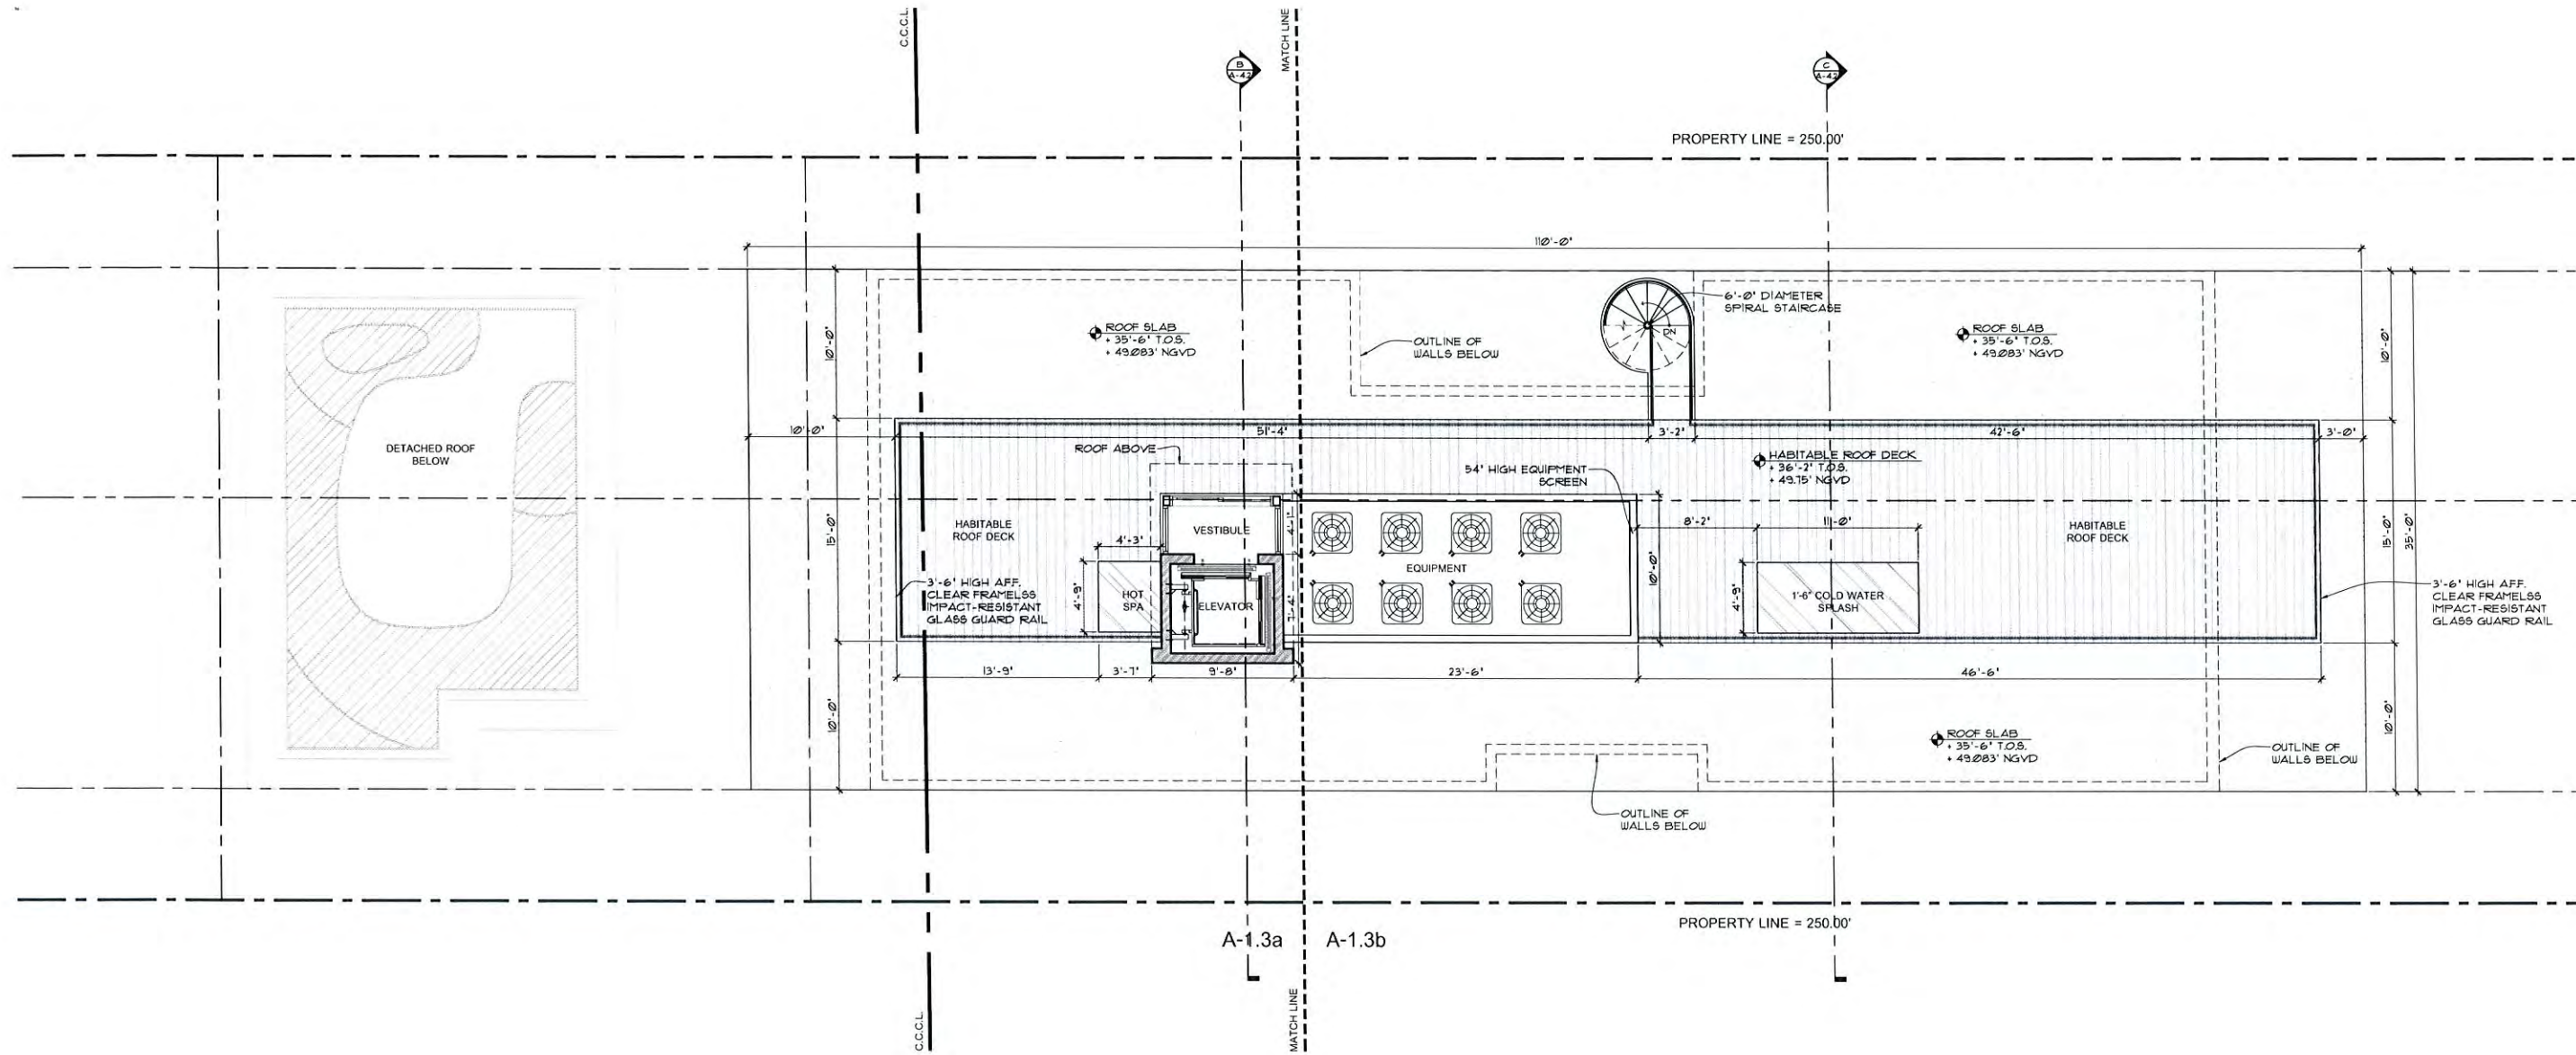 C.C.C.L.
MATCH LINE
B
A-4.2
C
A-4.2
PROPERTY LINE = 250.00'
110'-0"
6'-0" DIAMETER
SPIRAL STAIRCASE
DN
ROOF SLAB
+ 35'-6" T.O.S.
+ 49.083' NGVD
OUTLINE OF
WALLS BELOW
ROOF SLAB
+ 35'-6" T.O.S.
+ 49.083' NGVD
10'-0"
10'-0"
10'-0"
51'-4"
3'-2"
42'-6"
3'-0"
DETACHED ROOF
BELOW
ROOF ABOVE
54" HIGH EQUIPMENT
SCREEN
HABITABLE ROOF DECK
+ 36'-2" T.O.S.
+ 49.75' NGVD
15'-0"
HABITABLE
ROOF DECK
VESTIBULE
4'-3"
4'-9"
HOT
SPA
ELEVATOR
4'-1"
7'-4"
EQUIPMENT
10'-0"
8'-2"
11'-0"
4'-9"
1'-6" COLD WATER
SPLASH
HABITABLE
ROOF DECK
15'-0"
35'-0"
3'-6" HIGH A.F.F.
CLEAR FRAMELSS
IMPACT-RESISTANT
GLASS GUARD RAIL
3'-6" HIGH A.F.F.
CLEAR FRAMELSS
IMPACT-RESISTANT
GLASS GUARD RAIL
13'-9"
3'-7"
9'-8"
23'-6"
46'-6"
10'-0"
10'-0"
ROOF SLAB
+ 35'-6" T.O.S.
+ 49.083' NGVD
OUTLINE OF
WALLS BELOW
OUTLINE OF
WALLS BELOW
PROPERTY LINE = 250.00'
A-1.3a
A-1.3b
C.C.C.L.
MATCH LINE